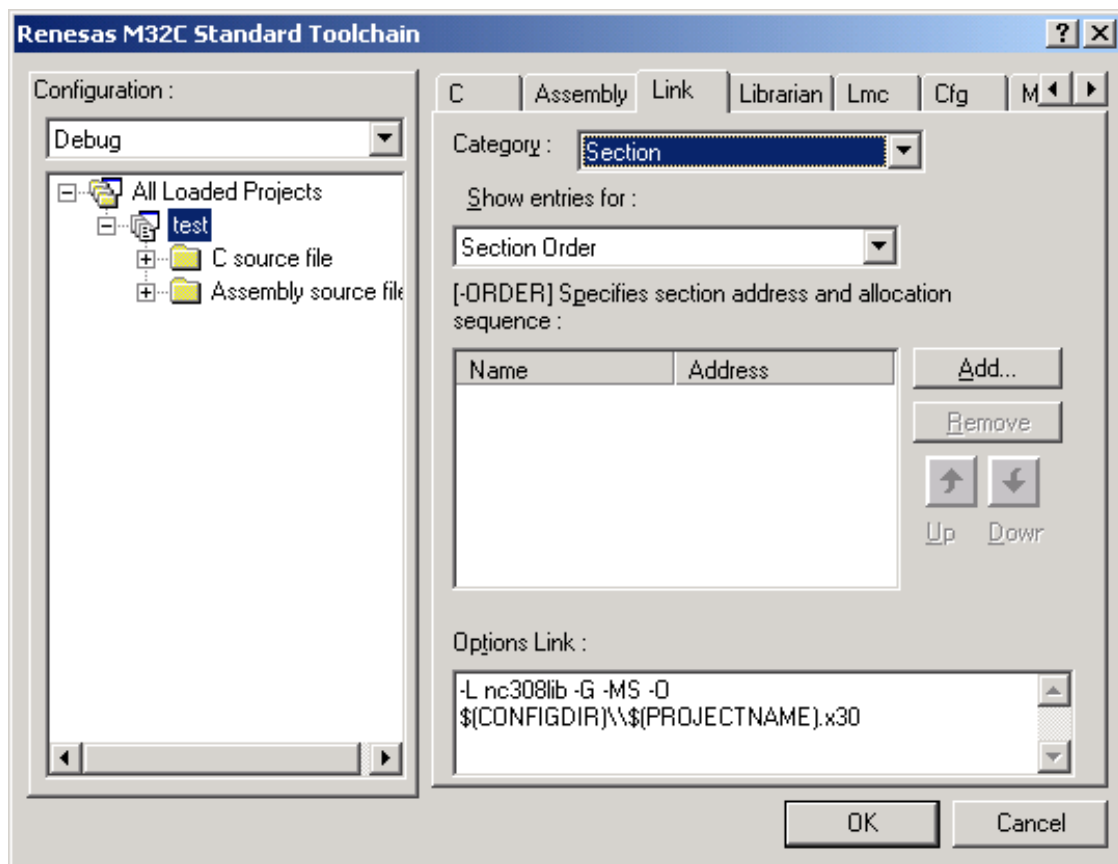 Renesas M32C Standard Toolchain
Configuration :
Debug
All Loaded Projects
test
C source file
Assembly source file
C
Assembly
Link
Librarian
Lmc
Cfg
M
Category :
Section
Show entries for :
Section Order
[-ORDER] Specifies section address and allocation
sequence :
Name
Address
Add...
Remove
Up
Dowr
Options Link :
-L nc308lib -G -MS -O
$(CONFIGDIR)\\$(PROJECTNAME).x30
OK
Cancel